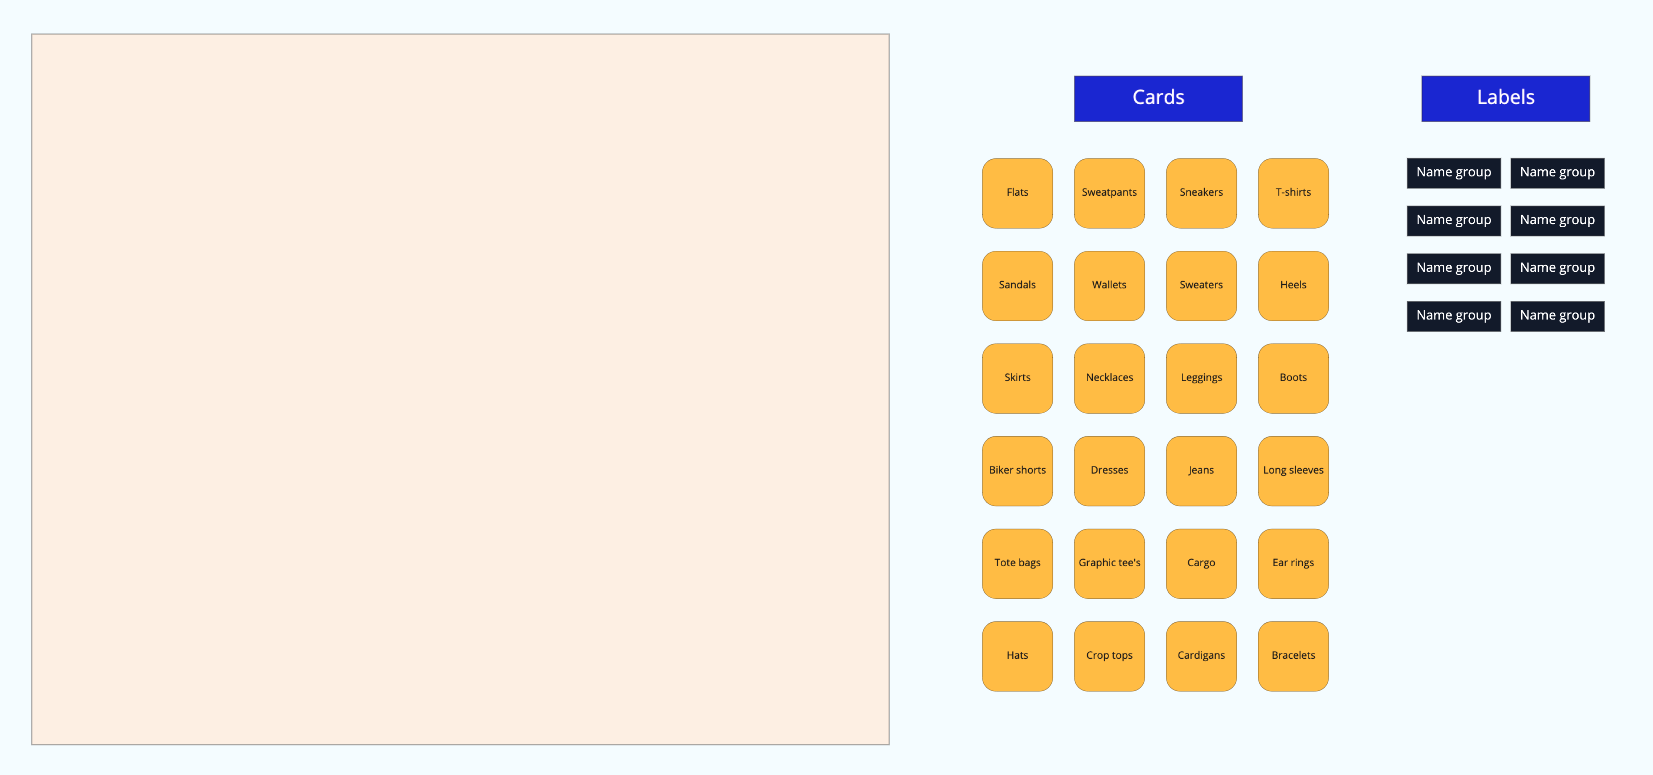 Cards
Labels
Flats
Sweatpants
Sneakers
T-shirts
Name group
Name group
Name group
Name group
Sandals
Wallets
Sweaters
Heels
Name group
Name group
Name group
Name group
Skirts
Necklaces
Leggings
Boots
Biker shorts
Dresses
Jeans
Long sleeves
Tote bags
Graphic tee's
Cargo
Ear rings
Hats
Crop tops
Cardigans
Bracelets